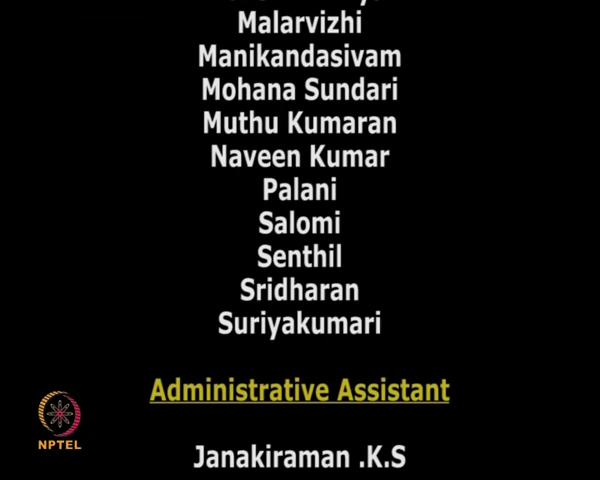 Malarvizhi
Manikandasivam
Mohana Sundari
Muthu Kumaran
Naveen Kumar
Palani
Salomi
Senthil
Sridharan
Suriyakumari
Administrative Assistant
NPTEL
Janakiraman .K.S